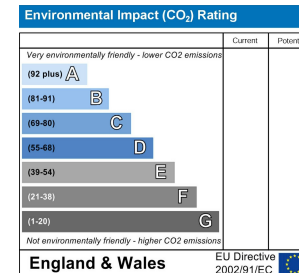 Environmental Impact (CO₂) Rating
Current Poten
Very environmentally friendly - lower CO2 emissions
(92 plus) A
(81-91) B
(69-80) C
(55-68) D
(39-54) E
(21-38) F
(1-20) G
Not environmentally friendly - higher CO2 emissions
England & Wales
EU Directive
2002/91/EC